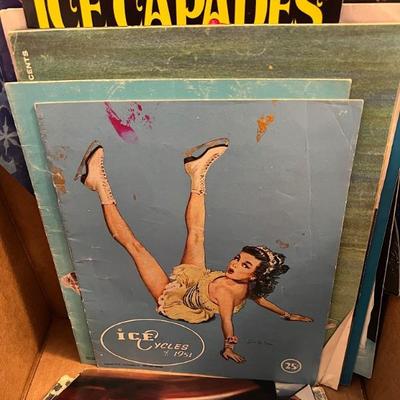 ICE CAPADES
CENTS
ICE
CYCLES
of 1951
25¢